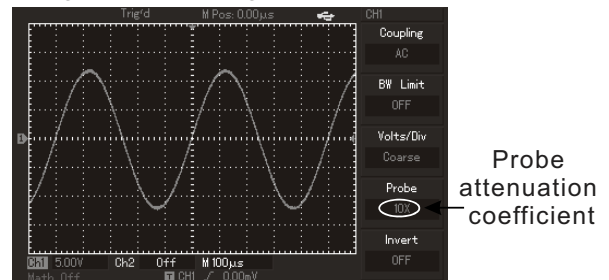 Trig'd M Pos: 0.00µs CH1
Coupling
AC
BW Limit
OFF
Volts/Div
Coarse
Probe
10X
Invert
OFF
1
Ch1 5.00V Ch2 Off M 100µs
Math Off T CH1 0.00mV
Probe
attenuation
coefficient